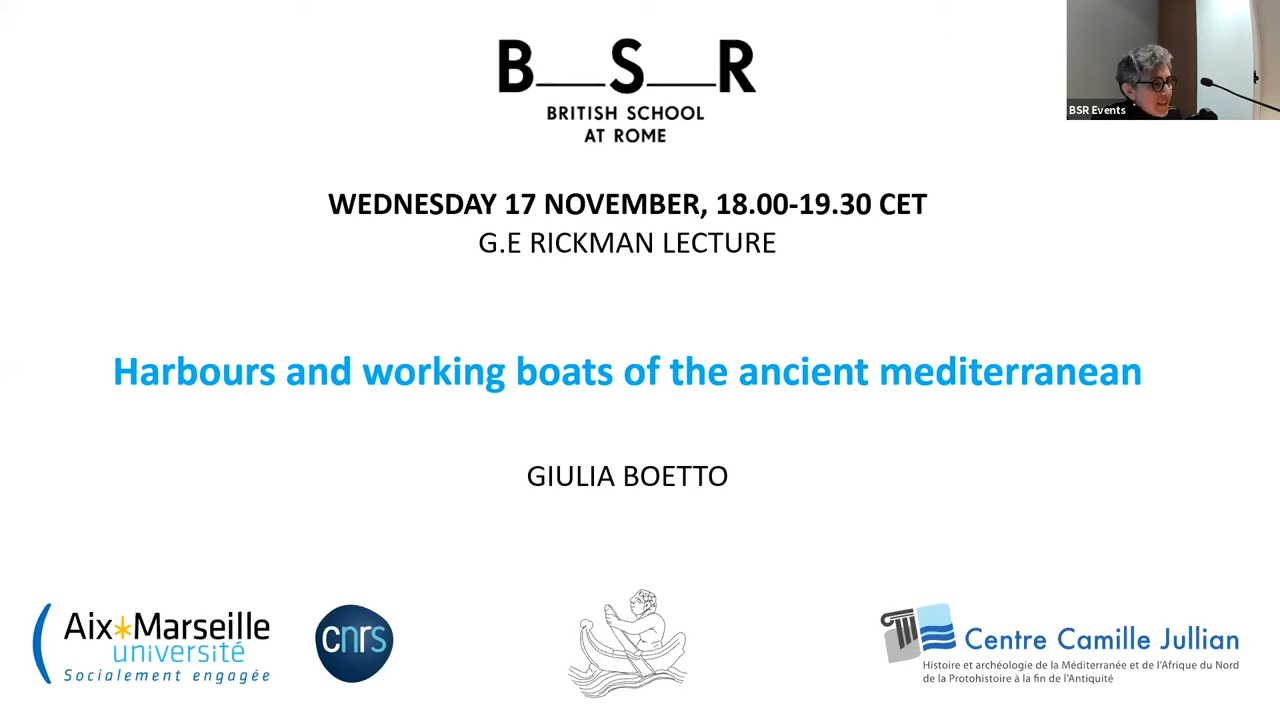 B__S__R
BRITISH SCHOOL
AT ROME
BSR Events
WEDNESDAY 17 NOVEMBER, 18.00-19.30 CET
G.E RICKMAN LECTURE
Harbours and working boats of the ancient mediterranean
GIULIA BOETTO
Aix*Marseille
université
Socialement engagée
cnrs
Centre Camille Jullian
Histoire et archéologie de la Méditerranée et de l'Afrique du Nord
de la Protohistoire à la fin de l'Antiquité